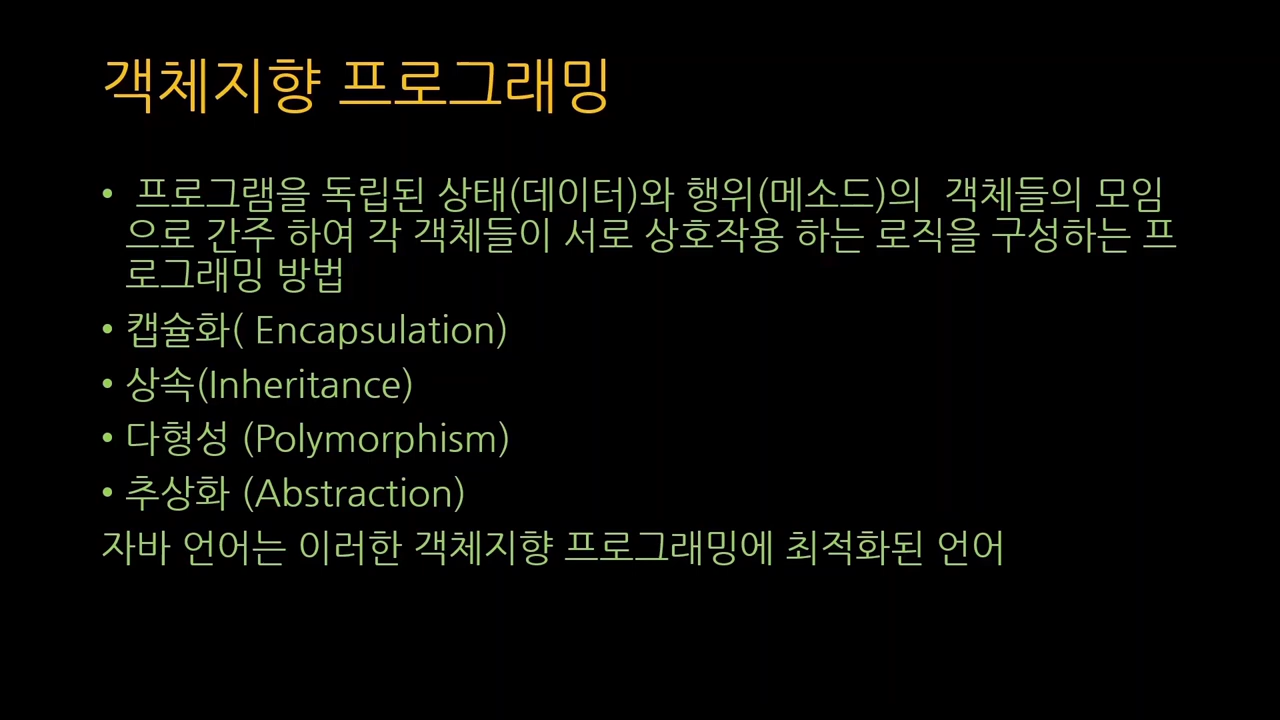 객체지향 프로그래밍
• 프로그램을 독립된 상태(데이터)와 행위(메소드)의 객체들의 모임
으로 간주 하여 각 객체들이 서로 상호작용 하는 로직을 구성하는 프
로그래밍 방법
• 캡슐화( Encapsulation)
• 상속(Inheritance)
• 다형성 (Polymorphism)
• 추상화 (Abstraction)
자바 언어는 이러한 객체지향 프로그래밍에 최적화된 언어